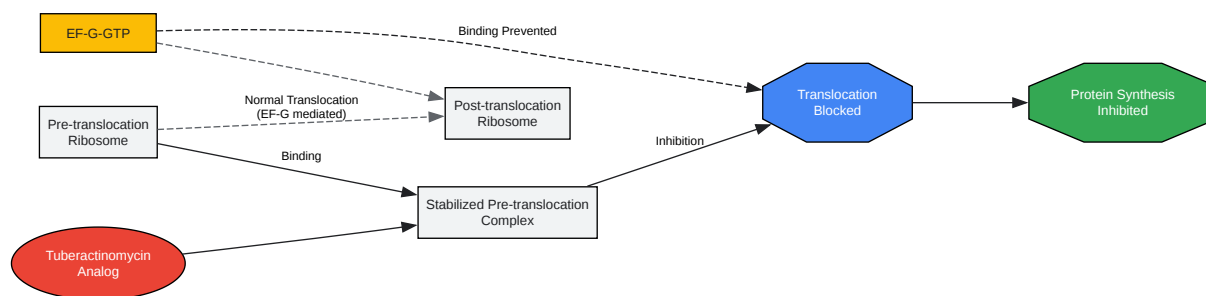 EF-G-GTP
Binding Prevented
Normal Translocation
(EF-G mediated)
Pre-translocation
Ribosome
Post-translocation
Ribosome
Translocation
Blocked
Protein Synthesis
Inhibited
Binding
Inhibition
Stabilized Pre-translocation
Complex
Tuberactinomycin
Analog